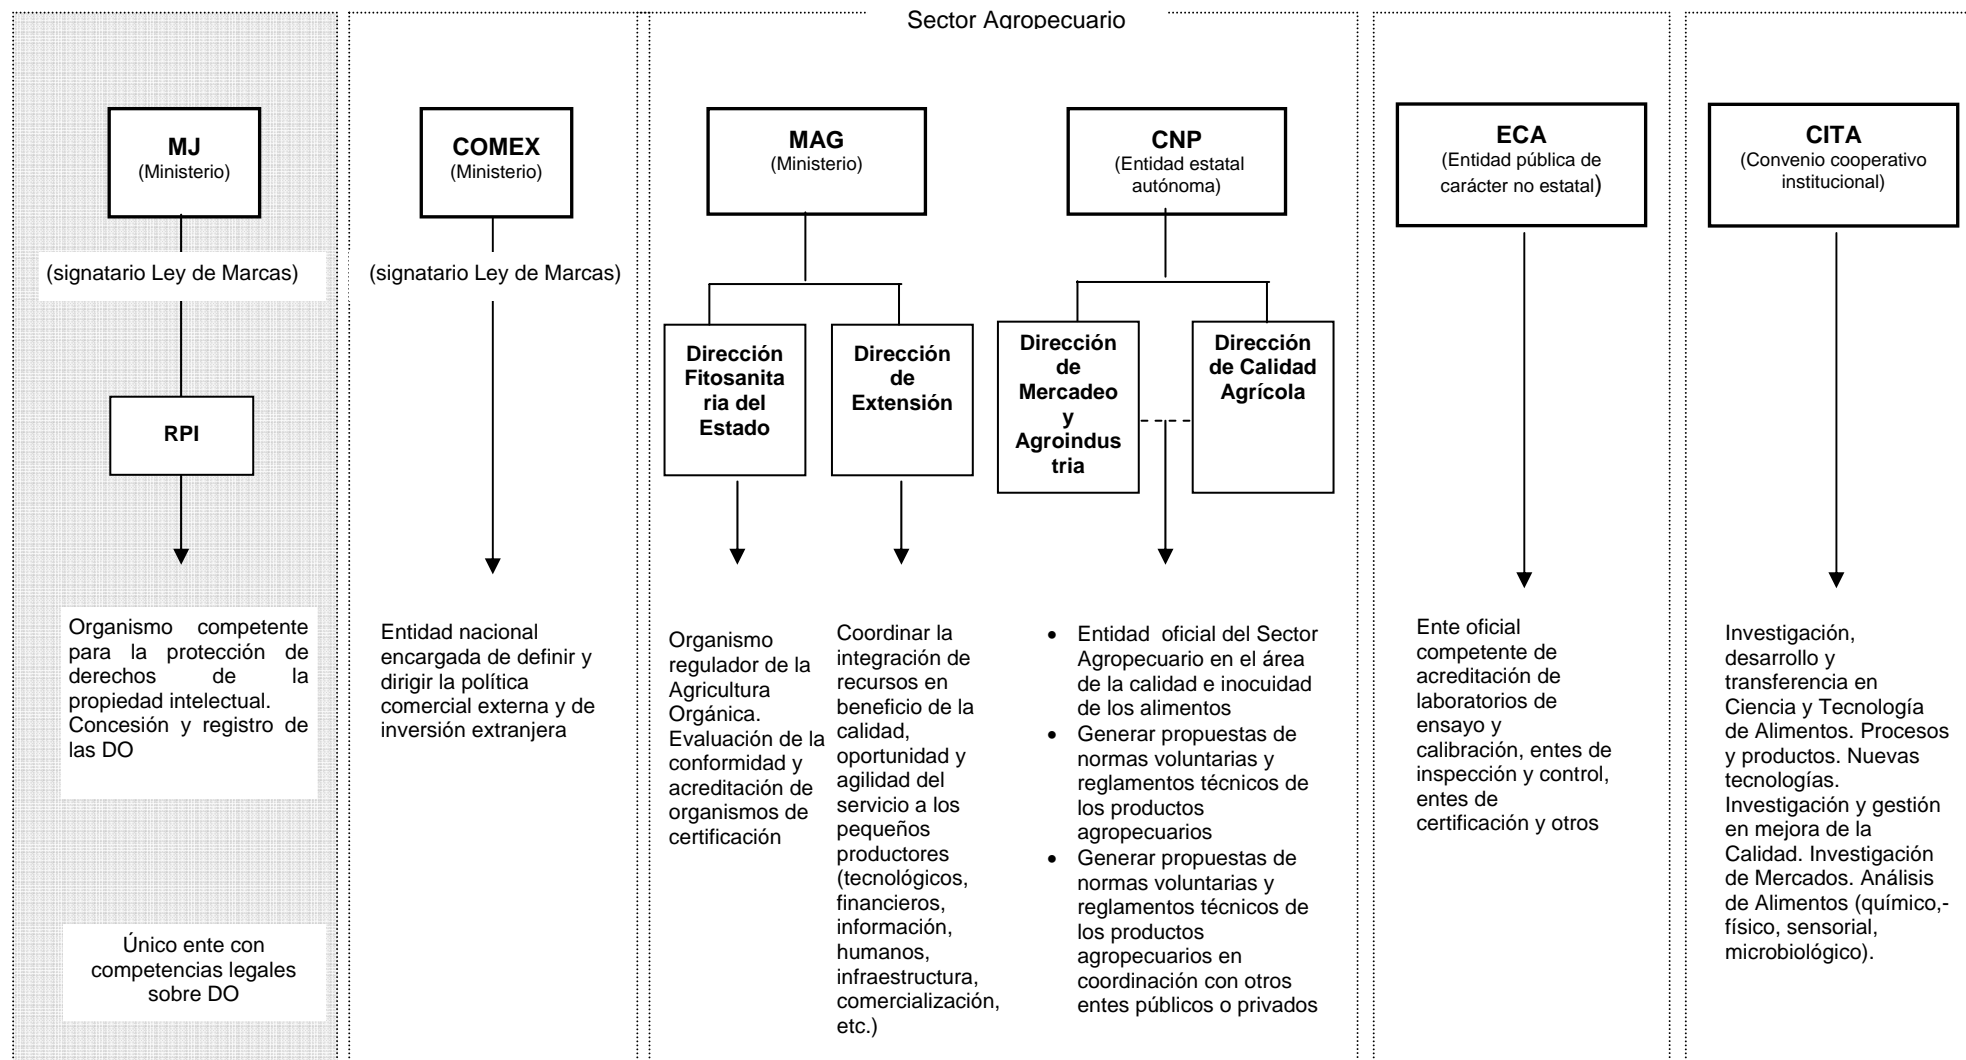 Sector Agropecuario
MJ
(Ministerio)
(signatario Ley de Marcas)
RPI
Organismo competente
para la protección de
derechos de la
propiedad intelectual.
Concesión y registro de
las DO
Único ente con
competencias legales
sobre DO
COMEX
(Ministerio)
(signatario Ley de Marcas)
Entidad nacional
encargada de definir y
dirigir la política
comercial externa y de
inversión extranjera
MAG
(Ministerio)
Dirección
Fitosanita
ria del
Estado
Organismo
regulador de la
Agricultura
Orgánica.
Evaluación de la
conformidad y
acreditación de
organismos de
certificación
Dirección
de
Extensión
Coordinar la
integración de
recursos en
beneficio de la
calidad,
oportunidad y
agilidad del
servicio a los
pequeños
productores
(tecnológicos,
financieros,
información,
humanos,
infraestructura,
comercialización,
etc.)
CNP
(Entidad estatal
autónoma)
Dirección
de
Mercadeo
y
Agroindus
tria
Dirección
de Calidad
Agrícola
• Entidad oficial del Sector
Agropecuario en el área
de la calidad e inocuidad
de los alimentos
• Generar propuestas de
normas voluntarias y
reglamentos técnicos de
los productos
agropecuarios
• Generar propuestas de
normas voluntarias y
reglamentos técnicos de
los productos
agropecuarios en
coordinación con otros
entes públicos o privados
ECA
(Entidad pública de
carácter no estatal)
Ente oficial
competente de
acreditación de
laboratorios de
ensayo y
calibración, entes de
inspección y control,
entes de
certificación y otros
CITA
(Convenio cooperativo
institucional)
Investigación,
desarrollo y
transferencia en
Ciencia y Tecnología
de Alimentos. Procesos
y productos. Nuevas
tecnologías.
Investigación y gestión
en mejora de la
Calidad. Investigación
de Mercados. Análisis
de Alimentos (químico,-
físico, sensorial,
microbiológico).